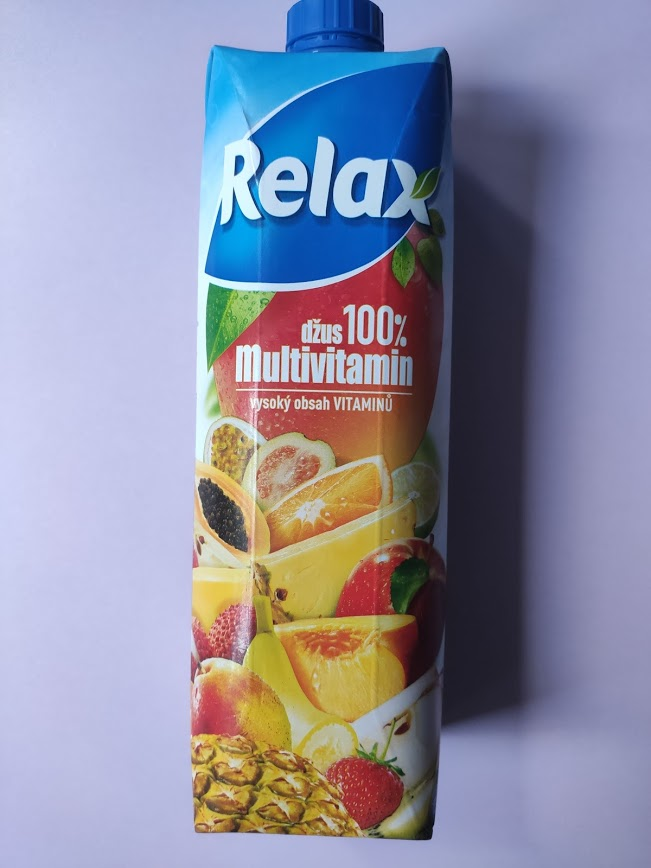 Relax
džus 100%
Multivitamin
vysoký obsah VITAMINŮ